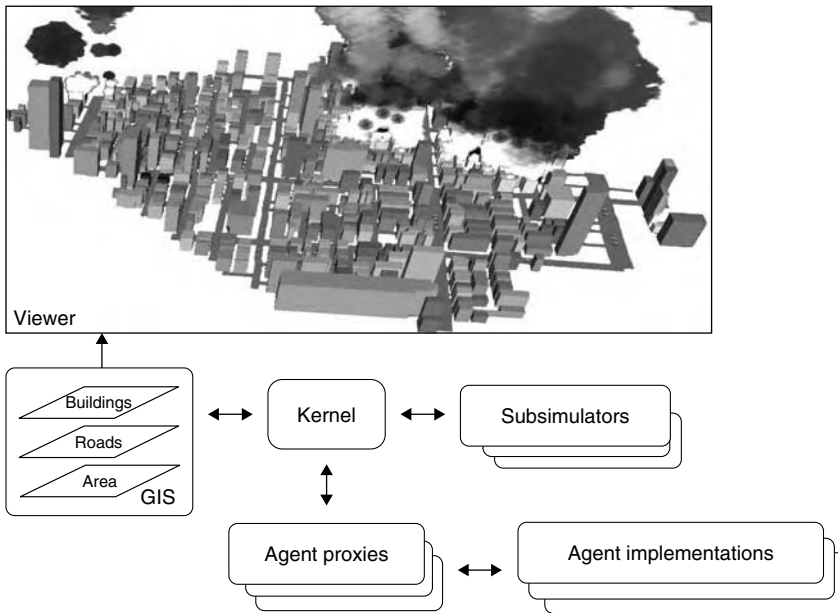 Viewer
Buildings
Roads
Area
GIS
Kernel
Subsimulators
Agent proxies
Agent implementations